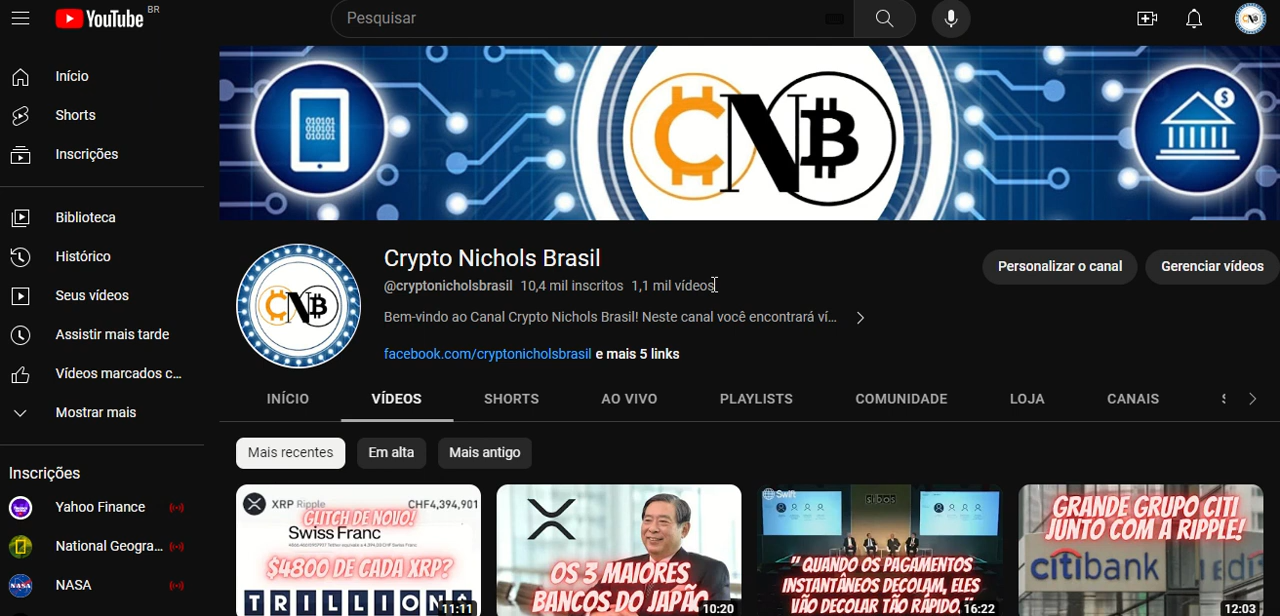 YouTube BR
Pesquisar
Início
Shorts
Inscrições
Biblioteca
Histórico
Seus vídeos
Assistir mais tarde
Vídeos marcados c...
Mostrar mais
Inscrições
Yahoo Finance
National Geogra...
NASA
CNB
$
CNB
Crypto Nichols Brasil
@cryptonicholsbrasil 10,4 mil inscritos 1,1 mil vídeos
Bem-vindo ao Canal Crypto Nichols Brasil! Neste canal você encontrará ví...
facebook.com/cryptonicholsbrasil e mais 5 links
Personalizar o canal
Gerenciar vídeos
INÍCIO VÍDEOS SHORTS AO VIVO PLAYLISTS COMUNIDADE LOJA CANAIS
Mais recentes Em alta Mais antigo
XRP Ripple CHF4,394,901
GLITCH DE NOVO!
Swiss Franc
$4800 DE CADA XRP?
TRILLION
11:11
OS 3 MAIORES
BANCOS DO JAPÃO
10:20
Swift
sibos
" QUANDO OS PAGAMENTOS
INSTANTÂNEOS DECOLAM, ELES
VÃO DECOLAR TÃO RÁPIDO
16:22
GRANDE GRUPO CITI
JUNTO COM A RIPPLE!
citibank
12:03